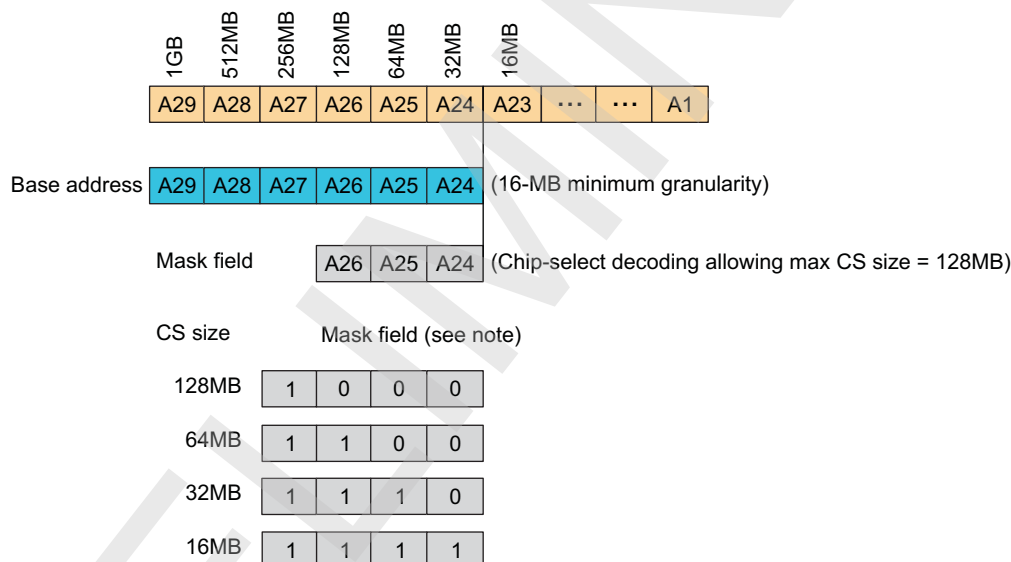 1GB 512MB 256MB 128MB 64MB 32MB 16MB
A29 A28 A27 A26 A25 A24 A23 ... ... A1
Base address A29 A28 A27 A26 A25 A24 (16-MB minimum granularity)
Mask field A26 A25 A24 (Chip-select decoding allowing max CS size = 128MB)
CS size Mask field (see note)
128MB 1 0 0 0
64MB 1 1 0 0
32MB 1 1 1 0
16MB 1 1 1 1